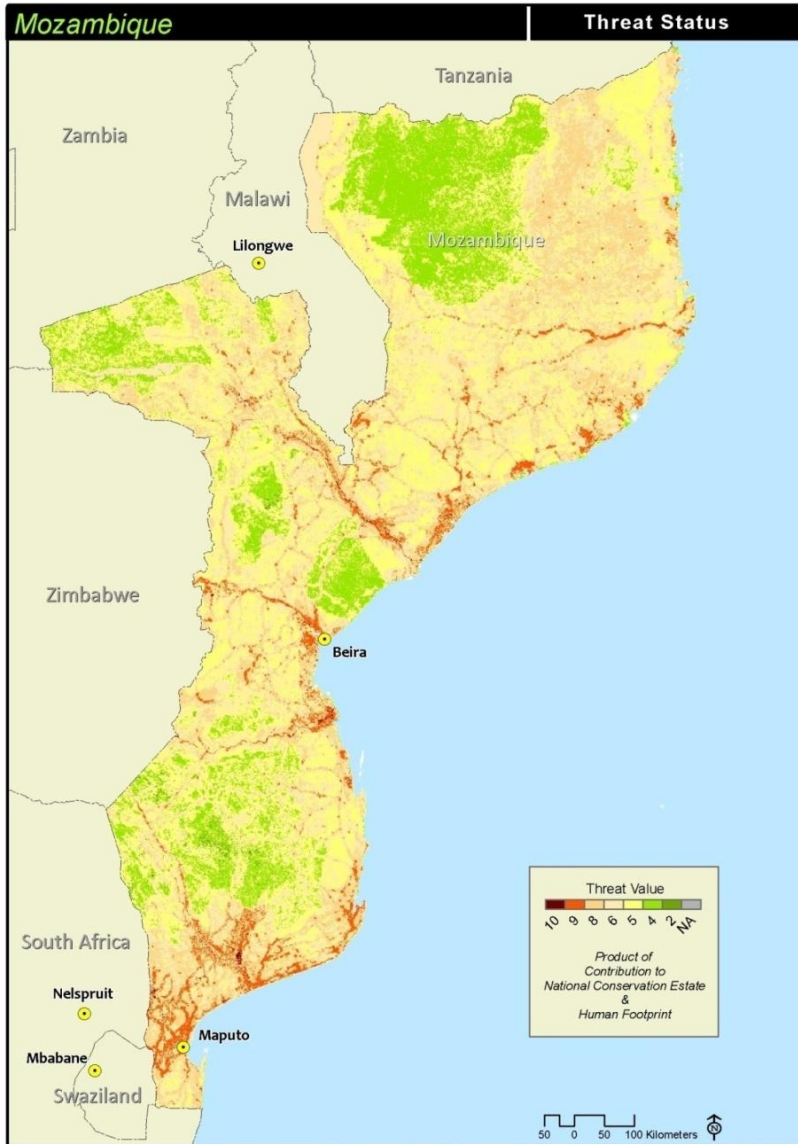 Mozambique
Threat Status
Tanzania
Zambia
Malawi
Mozambique
Lilongwe
Zimbabwe
Beira
Threat Value
10 9 8 6 5 4 2 NA
Product of
Contribution to
National Conservation Estate
&
Human Footprint
South Africa
Nelspruit
Maputo
Mbabane
Swaziland
50 0 50 100 Kilometers
N